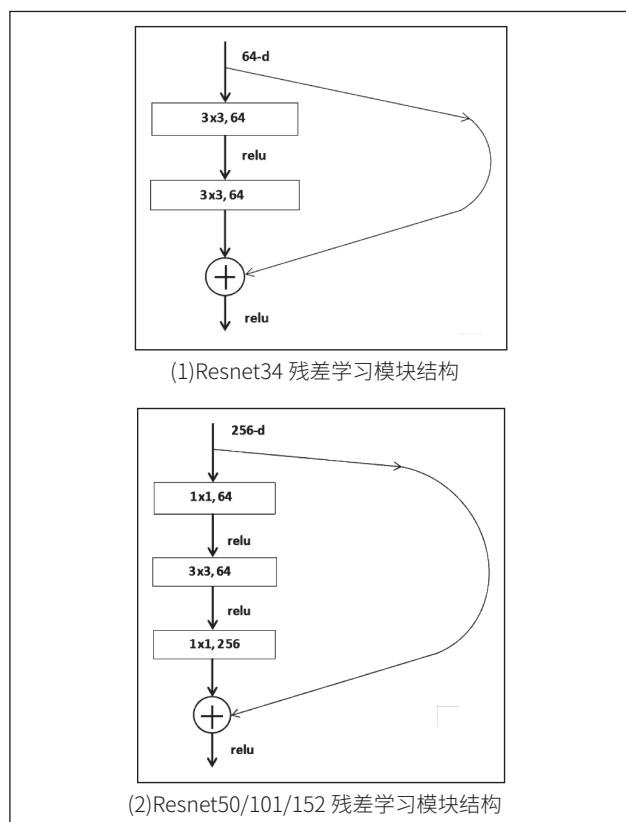 64-d
3x3, 64
relu
3x3, 64
relu
(1)Resnet34 残差学习模块结构
256-d
1x1, 64
relu
3x3, 64
relu
1x1, 256
relu
(2)Resnet50/101/152 残差学习模块结构